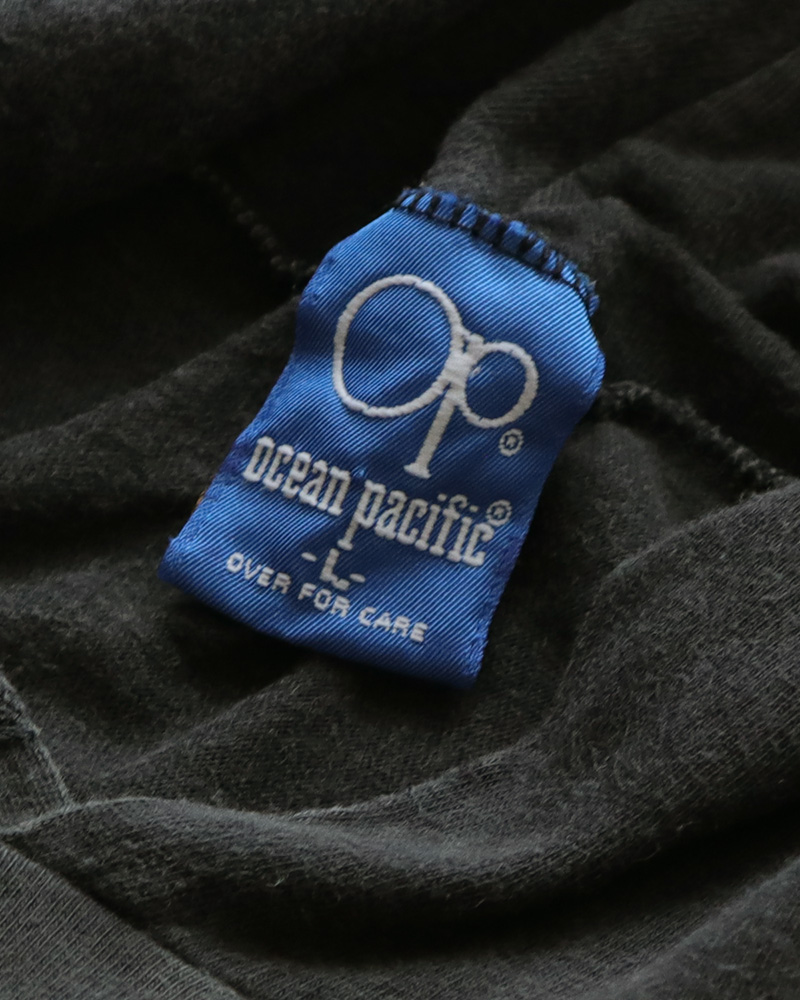 op®
ocean pacific®
-L-
OVER FOR CARE